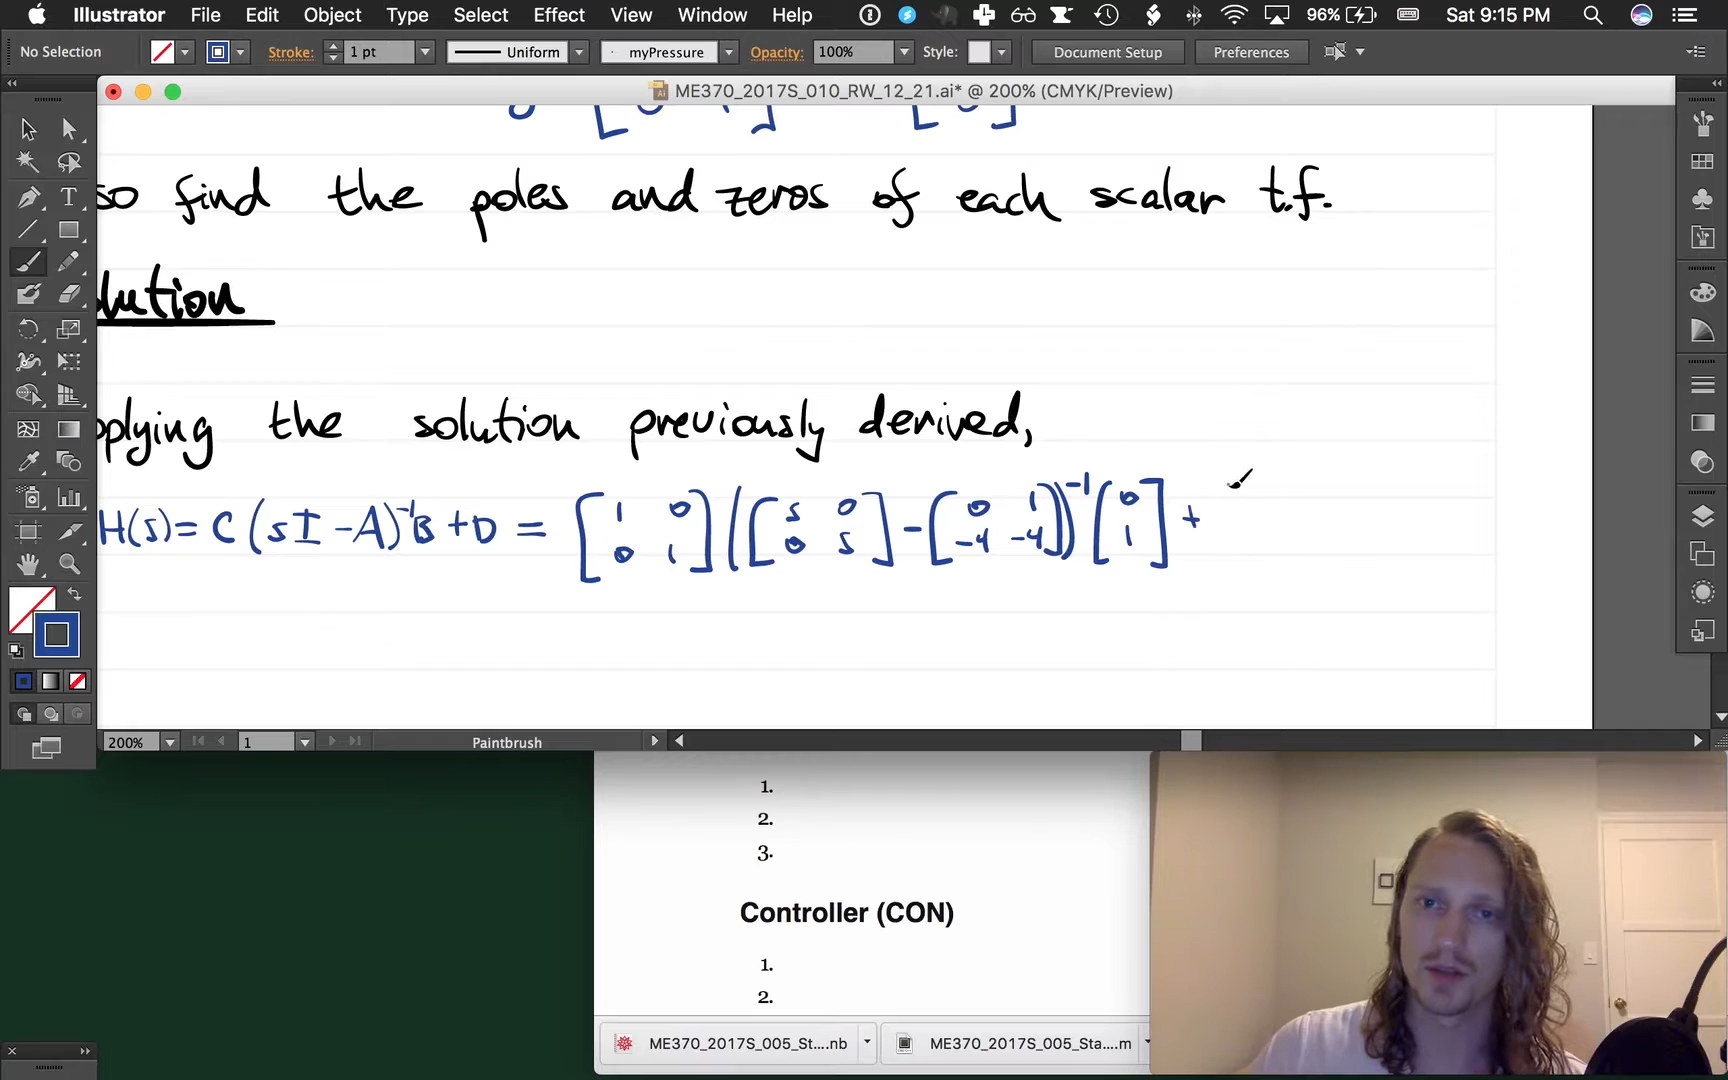 Illustrator File Edit Object Type Select Effect View Window Help 96% Sat 9:15 PM
No Selection Stroke: 1 pt Uniform myPressure Opacity: 100% Style: Document Setup Preferences
ME370_2017S_010_RW_12_21.ai* @ 200% (CMYK/Preview)
so find the poles and zeros of each scalar t.f.
lution
pplying the solution previously derived,
H(s) = C (sI - A)⁻¹B + D = [1 0; 0 1] ([s 0; 0 s] - [0 1; -4 -4])⁻¹ [0; 1] +
200% 1 Paintbrush
1.
2.
3.
Controller (CON)
1.
2.
ME370_2017S_005_St....nb ME370_2017S_005_Sta....m